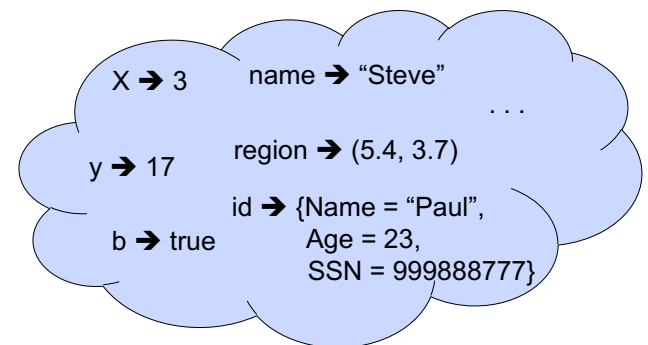 X ➔ 3 name ➔ “Steve”
. . .
y ➔ 17 region ➔ (5.4, 3.7)
id ➔ {Name = “Paul”,
b ➔ true Age = 23,
SSN = 999888777}